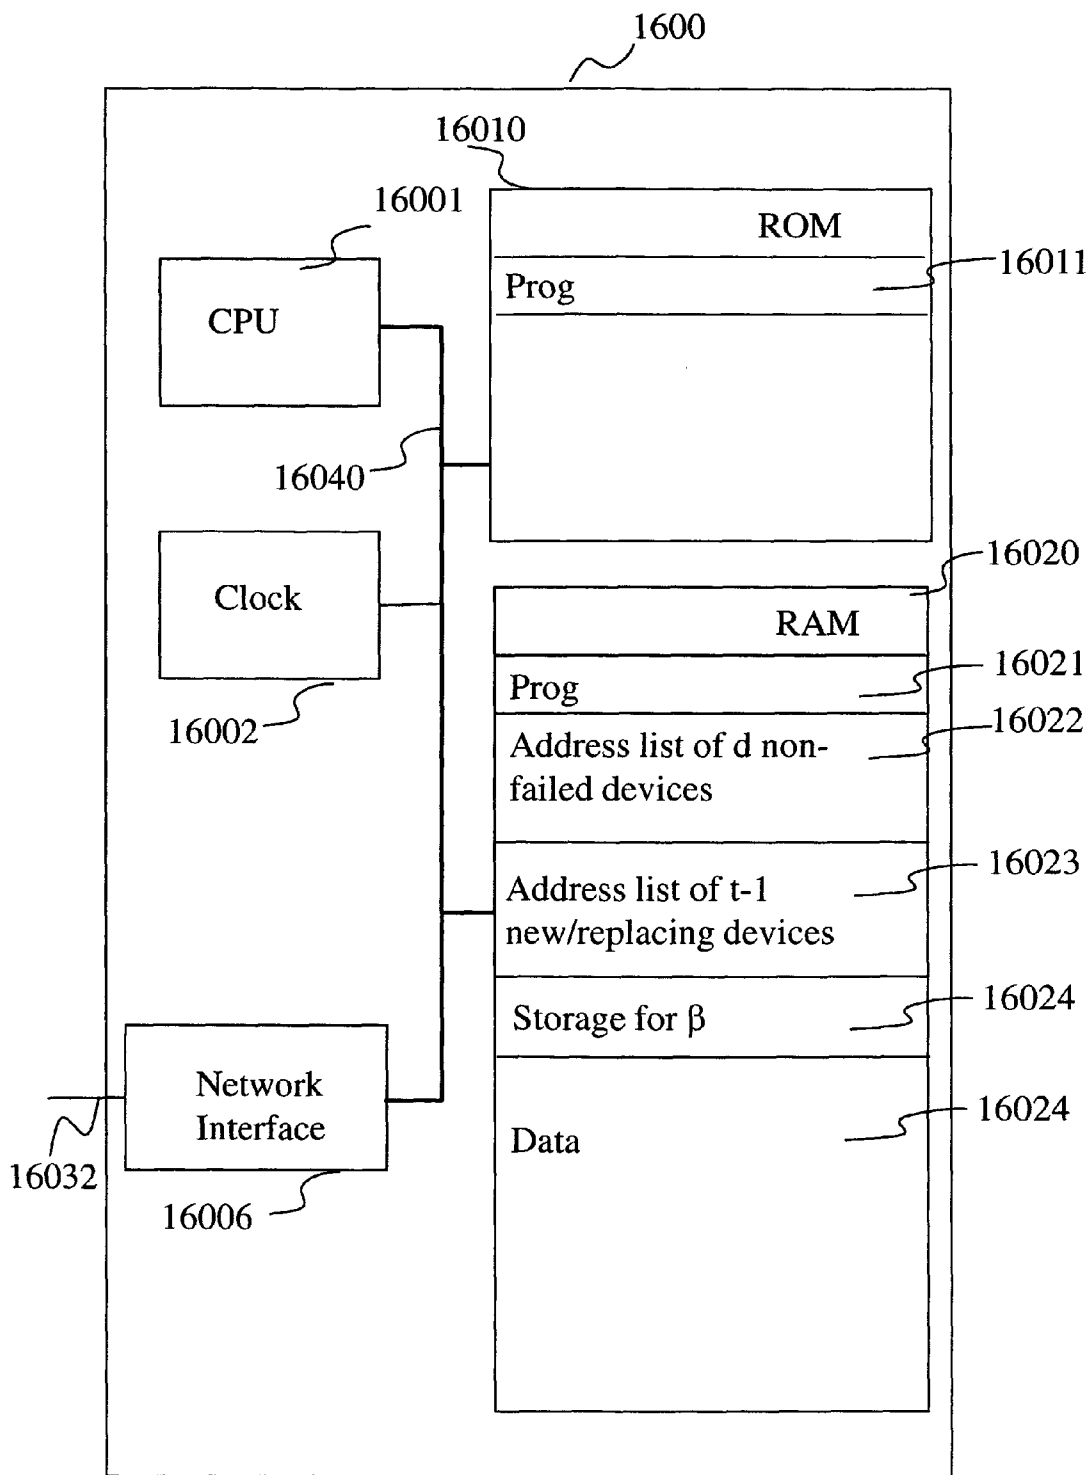 1600
16010
16001
ROM
16011
Prog
CPU
16040
16020
Clock
RAM
16021
Prog
16022
16002
Address list of d non-
failed devices
16023
Address list of t-1
new/replacing devices
16024
Storage for β
Network
Interface
16024
Data
16032
16006